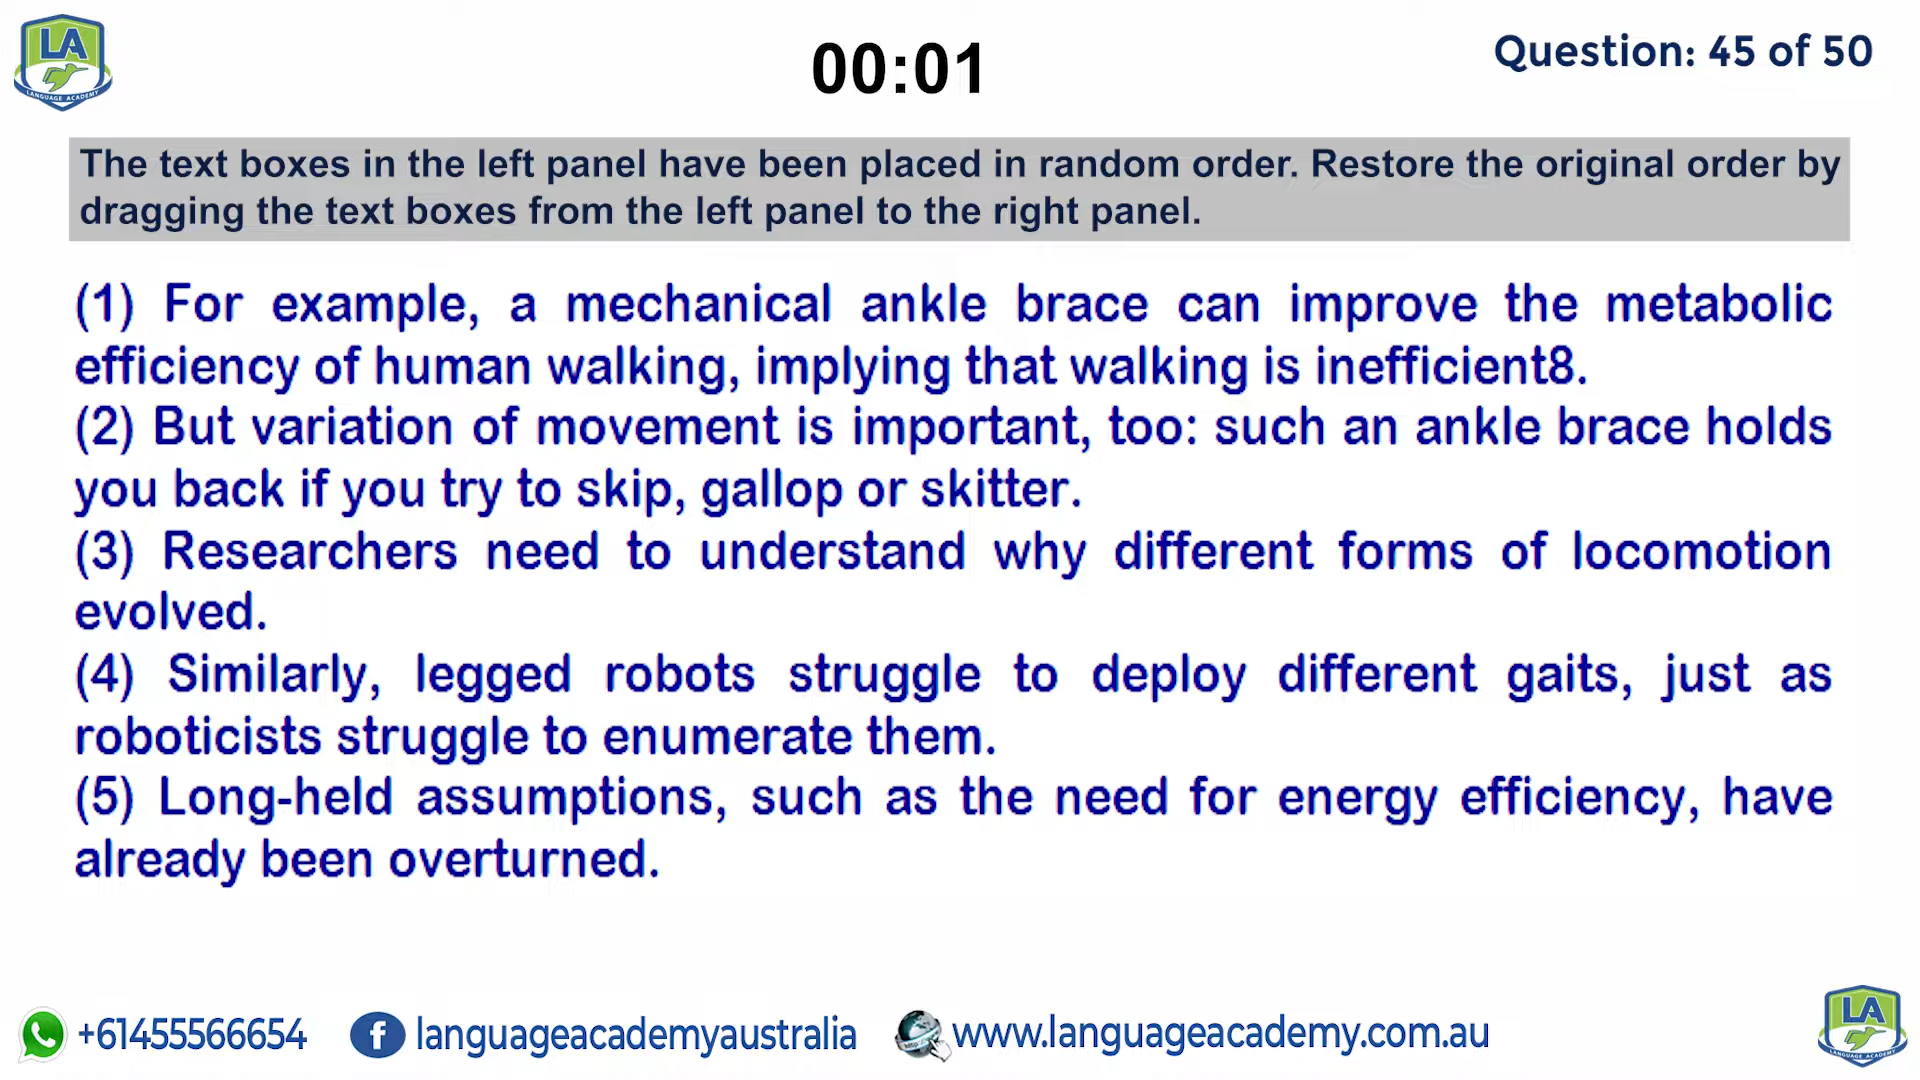 LA
LANGUAGE ACADEMY
00:01
Question: 45 of 50
The text boxes in the left panel have been placed in random order. Restore the original order by
dragging the text boxes from the left panel to the right panel.
(1) For example, a mechanical ankle brace can improve the metabolic
efficiency of human walking, implying that walking is inefficient8.
(2) But variation of movement is important, too: such an ankle brace holds
you back if you try to skip, gallop or skitter.
(3) Researchers need to understand why different forms of locomotion
evolved.
(4) Similarly, legged robots struggle to deploy different gaits, just as
roboticists struggle to enumerate them.
(5) Long-held assumptions, such as the need for energy efficiency, have
already been overturned.
+61455566654
languageacademyaustralia
www.languageacademy.com.au
LA
LANGUAGE ACADEMY